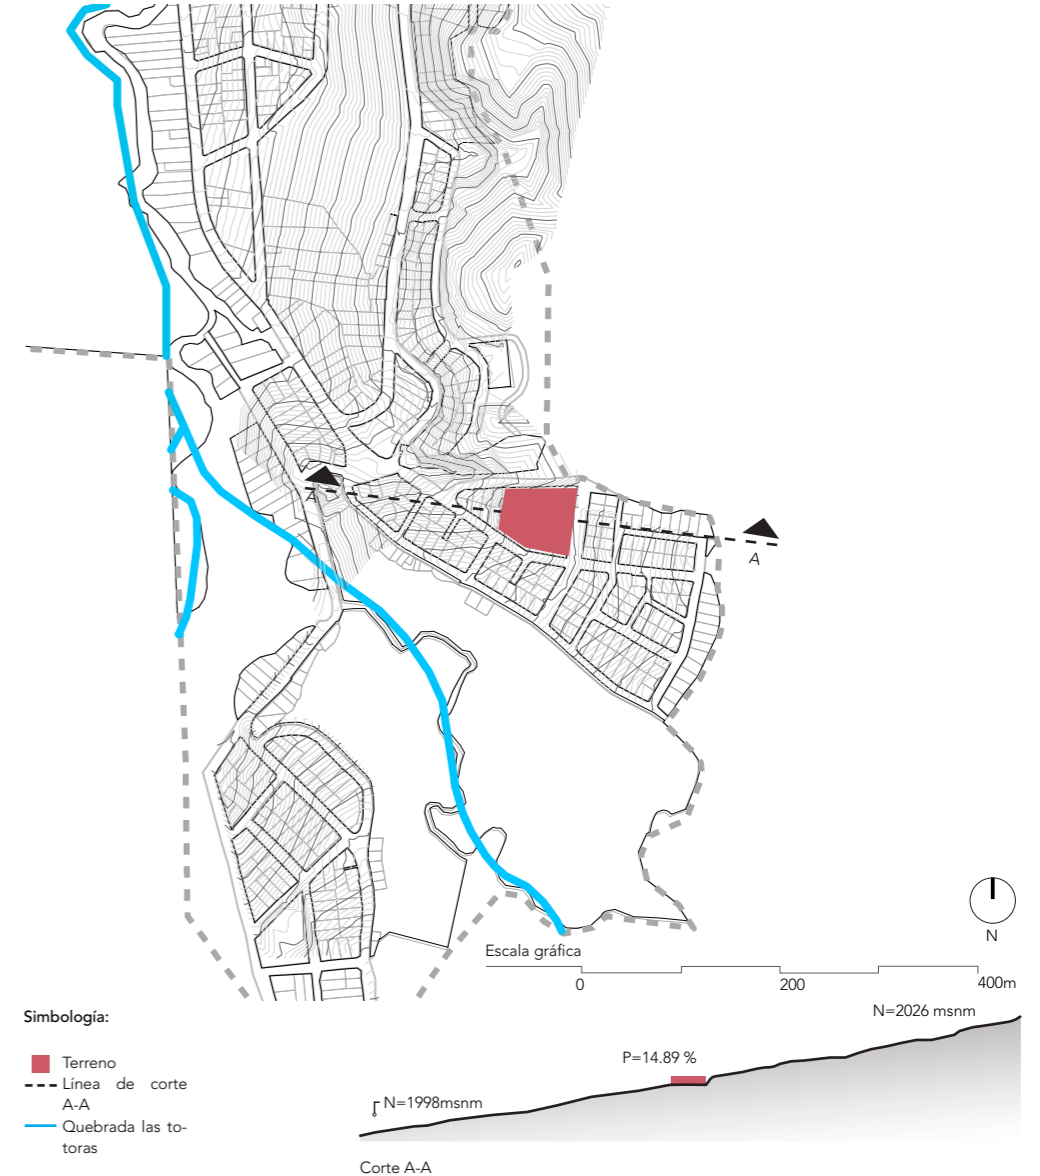 A
A
N
Escala gráfica
0 200 400m
Simbología:
Terreno
Línea de corte
A-A
Quebrada las to-
toras
N=2026 msnm
P=14.89 %
N=1998msnm
Corte A-A